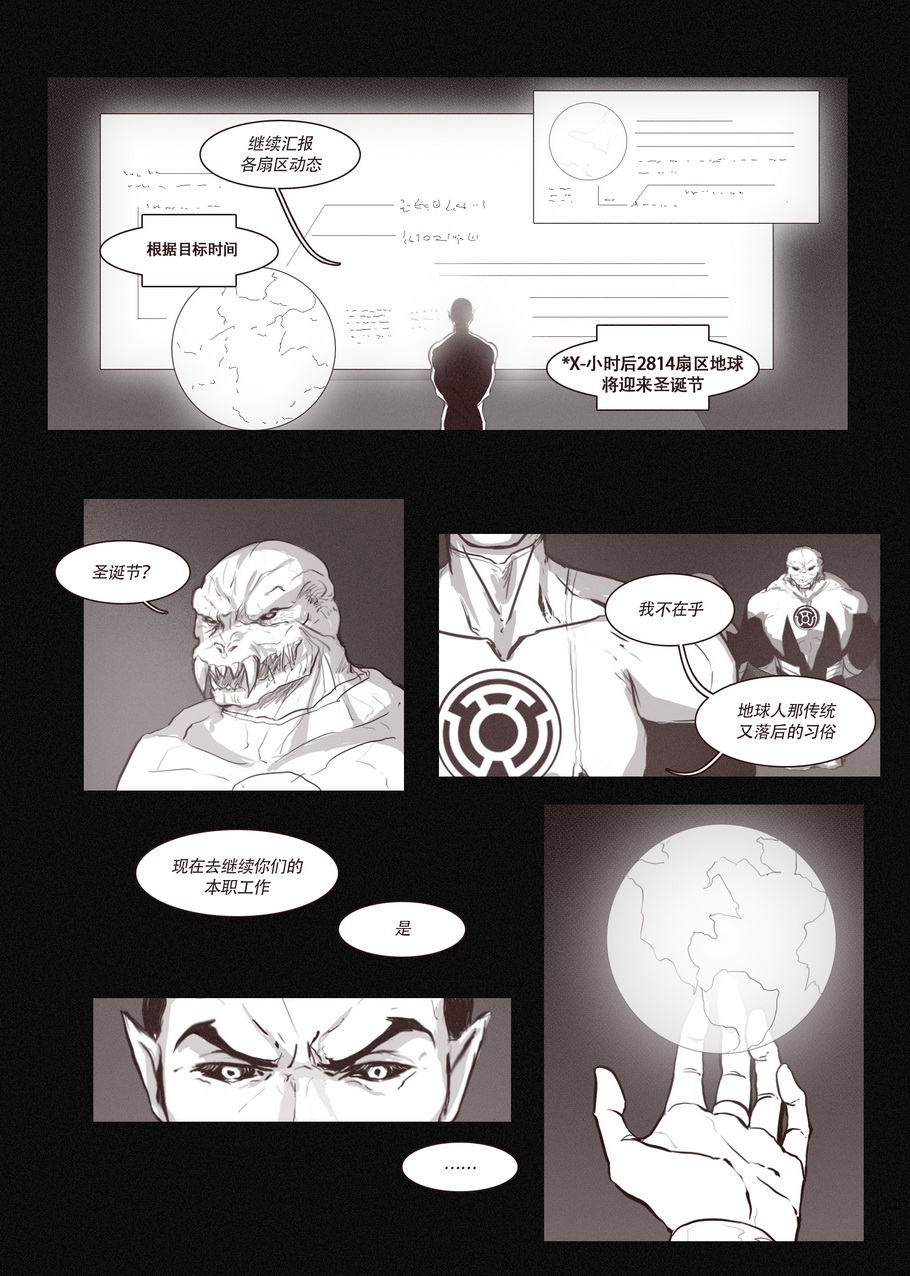 继续汇报
各扇区动态
根据目标时间
*X-小时后2814扇区地球
将迎来圣诞节
圣诞节？
我不在乎
地球人那传统
又落后的习俗
现在去继续你们的
本职工作
是
……